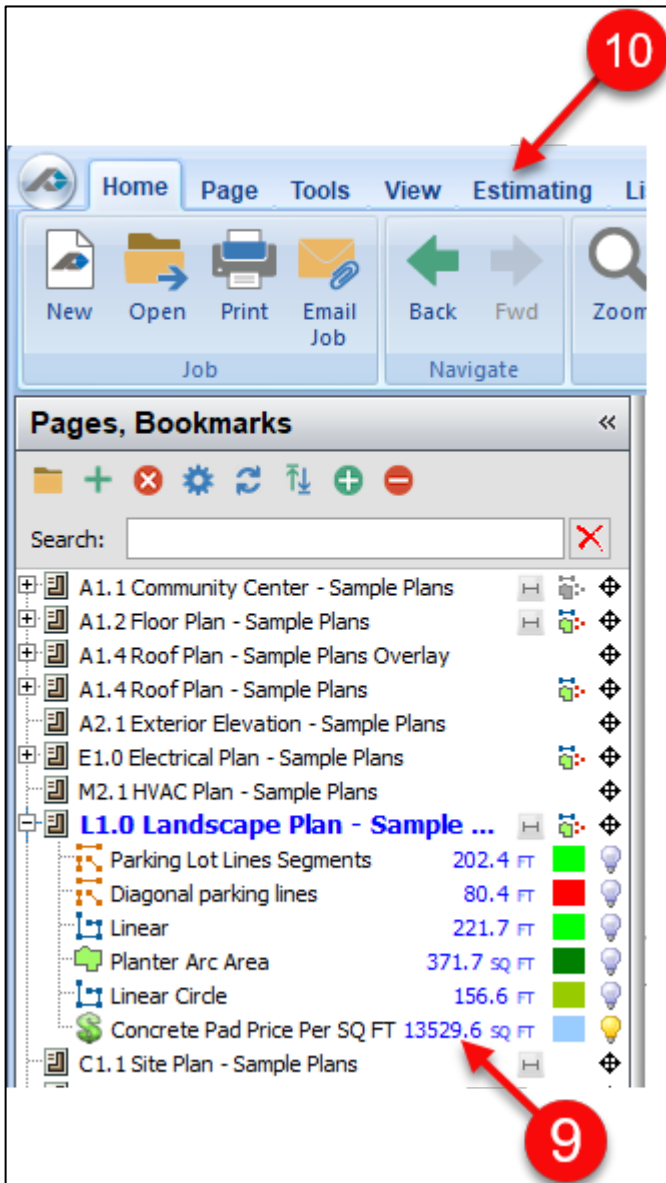 10
Home Page Tools View Estimating Li
New Open Print Email Job Back Fwd Zoom
Job Navigate
Pages, Bookmarks «
Search:
A1.1 Community Center - Sample Plans
A1.2 Floor Plan - Sample Plans
A1.4 Roof Plan - Sample Plans Overlay
A1.4 Roof Plan - Sample Plans
A2.1 Exterior Elevation - Sample Plans
E1.0 Electrical Plan - Sample Plans
M2.1 HVAC Plan - Sample Plans
L1.0 Landscape Plan - Sample ...
Parking Lot Lines Segments 202.4 FT
Diagonal parking lines 80.4 FT
Linear 221.7 FT
Planter Arc Area 371.7 SQ FT
Linear Circle 156.6 FT
Concrete Pad Price Per SQ FT 13529.6 SQ FT
C1.1 Site Plan - Sample Plans
9